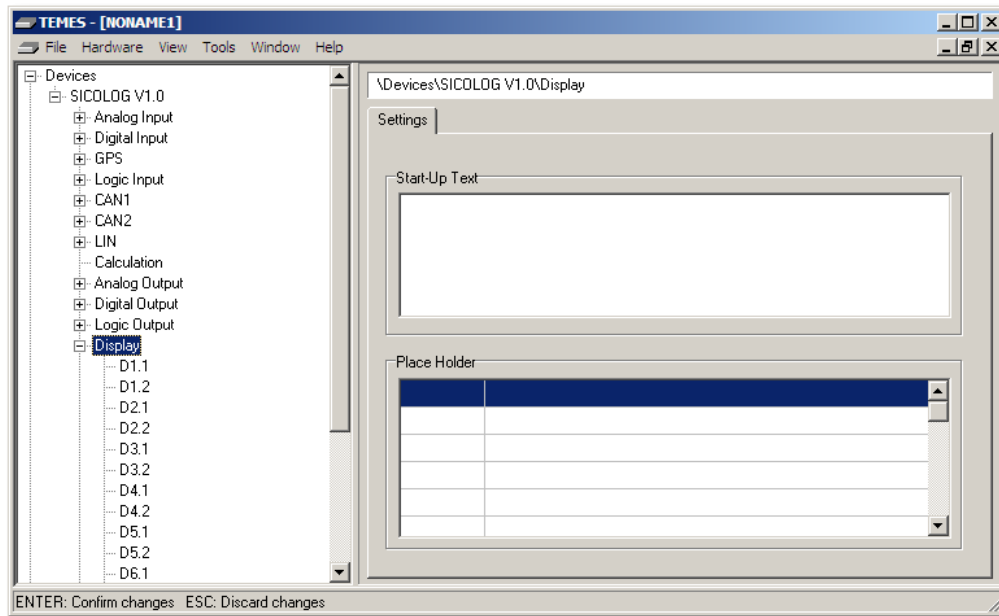 TEMES - [NONAME1]
File Hardware View Tools Window Help
Devices
SICOLOG V1.0
Analog Input
Digital Input
GPS
Logic Input
CAN1
CAN2
LIN
Calculation
Analog Output
Digital Output
Logic Output
Display
D1.1
D1.2
D2.1
D2.2
D3.1
D3.2
D4.1
D4.2
D5.1
D5.2
D6.1
\Devices\SICOLOG V1.0\Display
Settings
Start-Up Text
Place Holder
ENTER: Confirm changes ESC: Discard changes